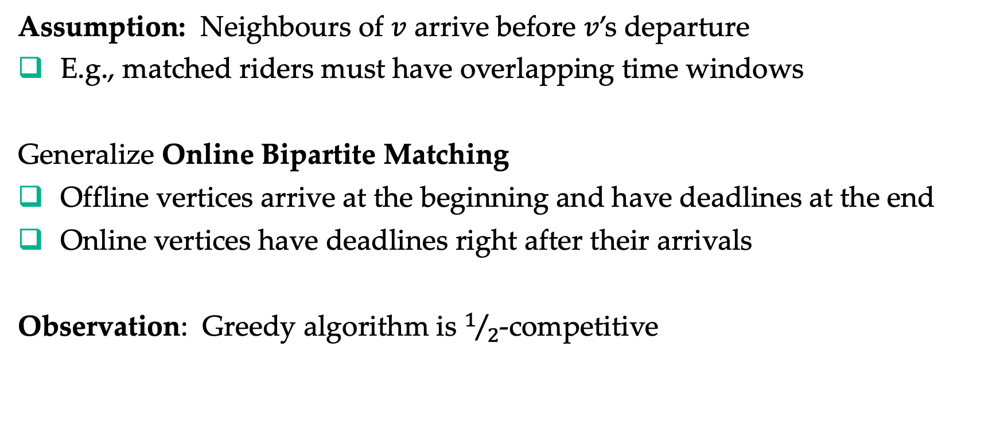 Assumption: Neighbours of v arrive before v’s departure
❑ E.g., matched riders must have overlapping time windows
Generalize Online Bipartite Matching
❑ Offline vertices arrive at the beginning and have deadlines at the end
❑ Online vertices have deadlines right after their arrivals
Observation: Greedy algorithm is 1/2-competitive